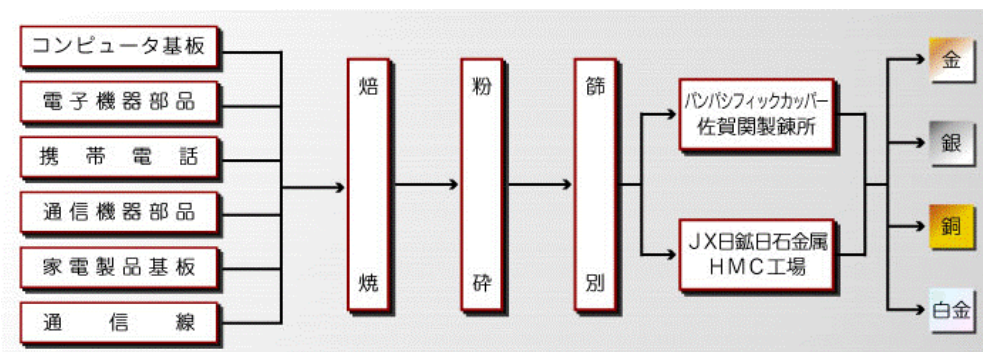 コンピュータ基板
電子機器部品
携帯電話
通信機器部品
家電製品基板
通信線
焙焼
粉砕
篩別
パンパシフィックカッパー
佐賀関製錬所
JX日鉱日石金属
HMC工場
金
銀
銅
白金